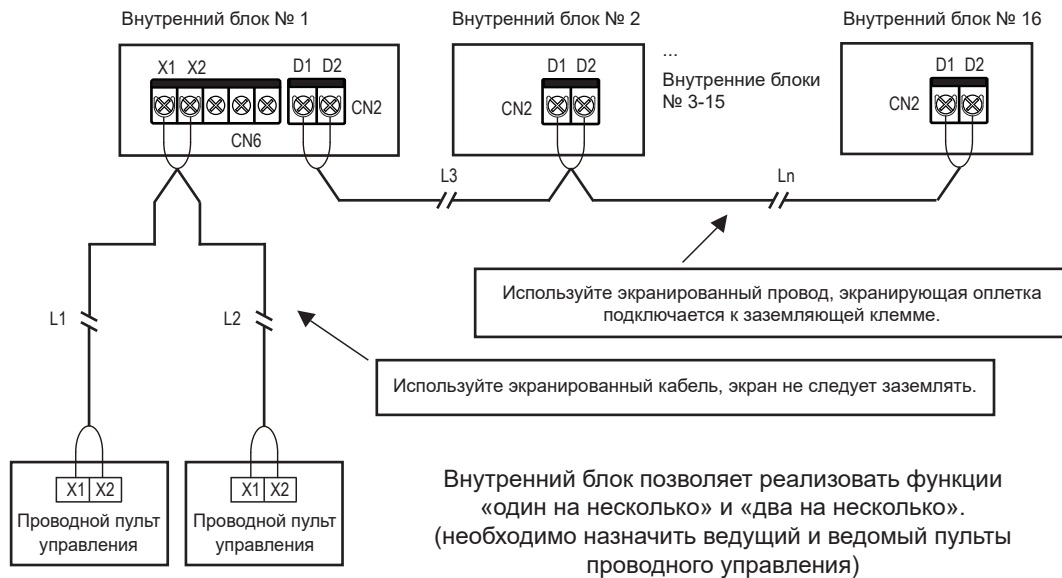 Внутренний блок № 1
Внутренний блок № 2
Внутренний блок № 16
...
Внутренние блоки
№ 3-15
X1 X2
D1 D2
CN2
CN6
D1 D2
CN2
D1 D2
CN2
L3
Ln
Используйте экранированный провод, экранирующая оплетка
подключается к заземляющей клемме.
L1
L2
Используйте экранированный кабель, экран не следует заземлять.
X1 X2
Проводной пульт
управления
X1 X2
Проводной пульт
управления
Внутренний блок позволяет реализовать функции
«один на несколько» и «два на несколько».
(необходимо назначить ведущий и ведомый пульты
проводного управления)